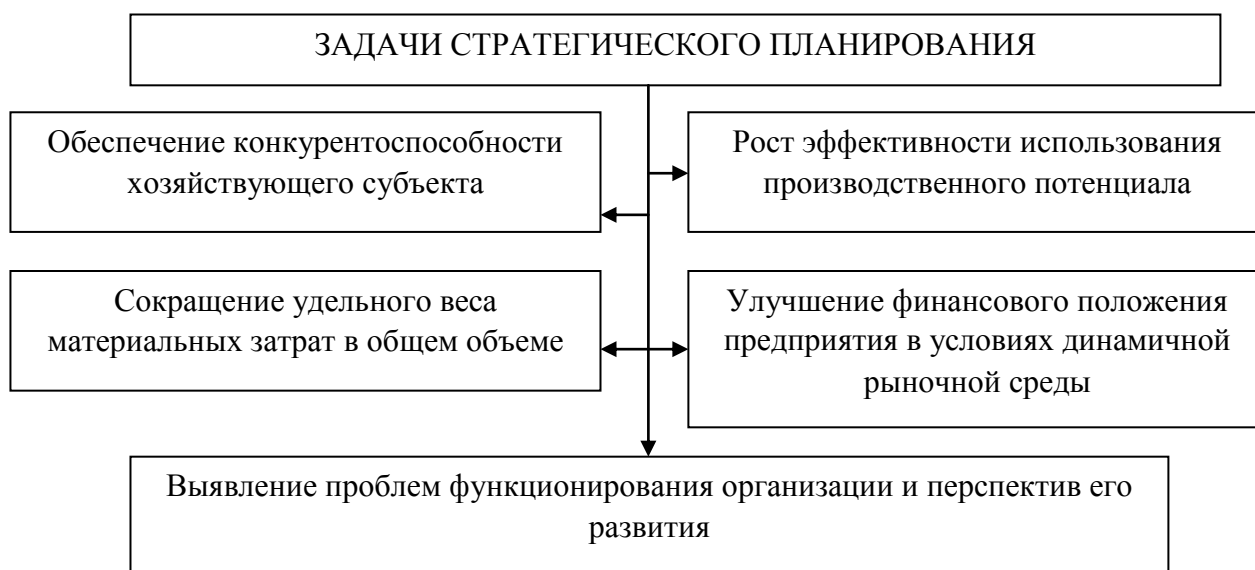 ЗАДАЧИ СТРАТЕГИЧЕСКОГО ПЛАНИРОВАНИЯ
Обеспечение конкурентоспособности
хозяйствующего субъекта
Рост эффективности использования
производственного потенциала
Сокращение удельного веса
материальных затрат в общем объеме
Улучшение финансового положения
предприятия в условиях динамичной
рыночной среды
Выявление проблем функционирования организации и перспектив его
развития